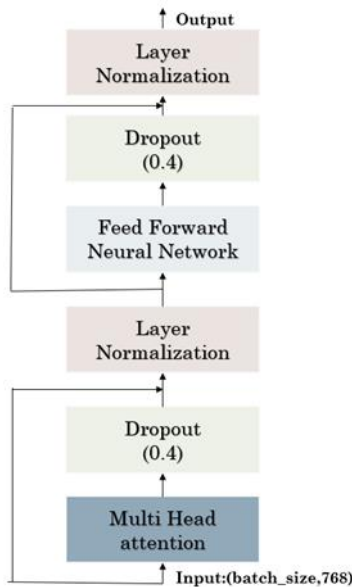 Output
Layer
Normalization
Dropout
(0.4)
Feed Forward
Neural Network
Layer
Normalization
Dropout
(0.4)
Multi Head
attention
Input:(batch_size,768)